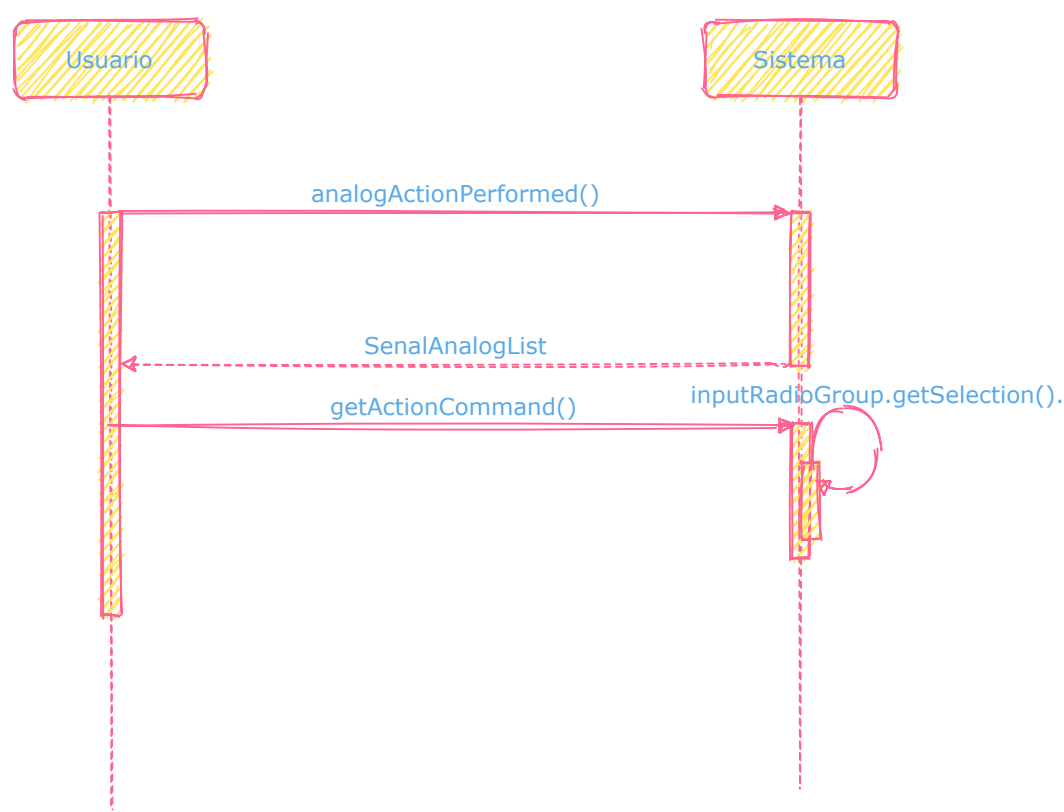 Usuario
Sistema
analogActionPerformed()
SenalAnalogList
inputRadioGroup.getSelection().
getActionCommand()